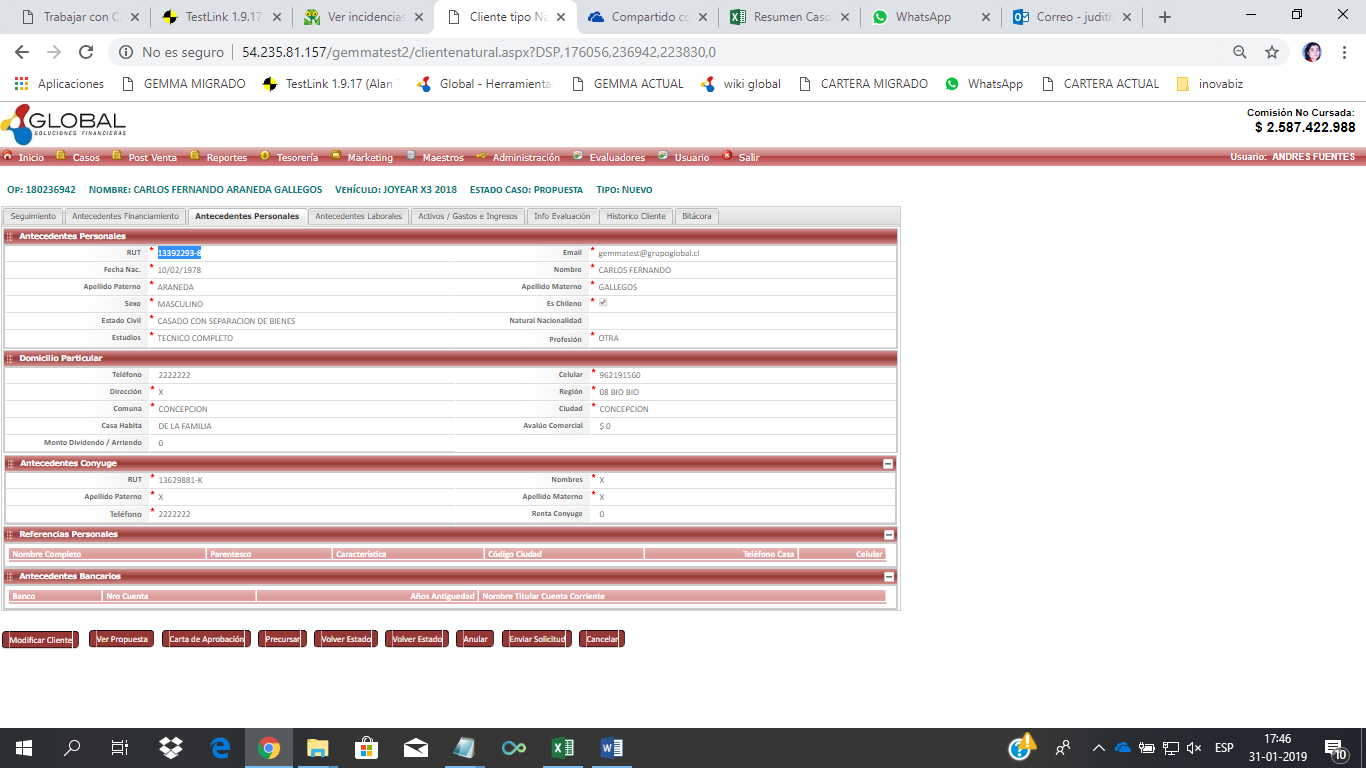 Trabajar con C TestLink 1.9.17 Ver incidencias Cliente tipo Na Compartido co Resumen Caso WhatsApp Correo - judith
No es seguro 54.235.81.157/gemmatest2/clientenatural.aspx?DSP,176056,236942,223830,0
Aplicaciones GEMMA MIGRADO TestLink 1.9.17 (Alan Global - Herramienta GEMMA ACTUAL wiki global CARTERA MIGRADO WhatsApp CARTERA ACTUAL inovabiz
GLOBAL
SOLUCIONES FINANCIERAS
Comisión No Cursada:
$ 2.587.422.988
Inicio Casos Post Venta Reportes Tesorería Marketing Maestros Administración Evaluadores Usuario Salir Usuario: ANDRES FUENTES
Op: 180236942 Nombre: CARLOS FERNANDO ARANEDA GALLEGOS Vehículo: JOYEAR X3 2018 Estado Caso: Propuesta Tipo: Nuevo
Seguimiento Antecedentes Financiamiento Antecedentes Personales Antecedentes Laborales Activos / Gastos e Ingresos Info Evaluación Historico Cliente Bitácora
Antecedentes Personales
RUT * 13392293-8 Email * gemmatest@grupoglobal.cl
Fecha Nac. * 10/02/1978 Nombre * CARLOS FERNANDO
Apellido Paterno * ARANEDA Apellido Materno * GALLEGOS
Sexo * MASCULINO Es Chileno *
Estado Civil * CASADO CON SEPARACION DE BIENES Natural Nacionalidad
Estudios * TECNICO COMPLETO Profesión * OTRA
Domicilio Particular
Teléfono 2222222 Celular * 962191560
Dirección * X Región * 08 BIO BIO
Comuna * CONCEPCION Ciudad * CONCEPCION
Casa Habita DE LA FAMILIA Avalúo Comercial $ 0
Monto Dividendo / Arriendo 0
Antecedentes Conyuge
RUT * 13629881-K Nombres * X
Apellido Paterno * X Apellido Materno * X
Teléfono * 2222222 Renta Conyuge 0
Referencias Personales
Nombre Completo Parentesco Característica Código Ciudad Teléfono Casa Celular
Antecedentes Bancarios
Banco Nro Cuenta Años Antiguedad Nombre Titular Cuenta Corriente
Modificar Cliente Ver Propuesta Carta de Aprobación Precursar Volver Estado Volver Estado Anular Enviar Solicitud Cancelar
ESP 17:46
31-01-2019 10